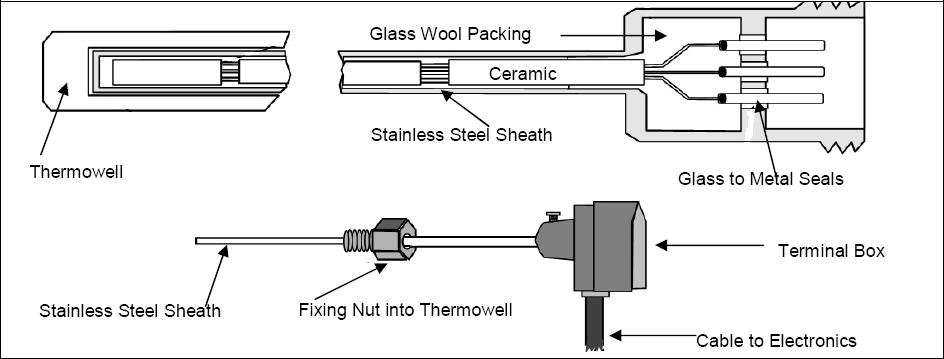 Glass Wool Packing
Ceramic
Stainless Steel Sheath
Thermowell
Glass to Metal Seals
Terminal Box
Stainless Steel Sheath
Fixing Nut into Thermowell
Cable to Electronics